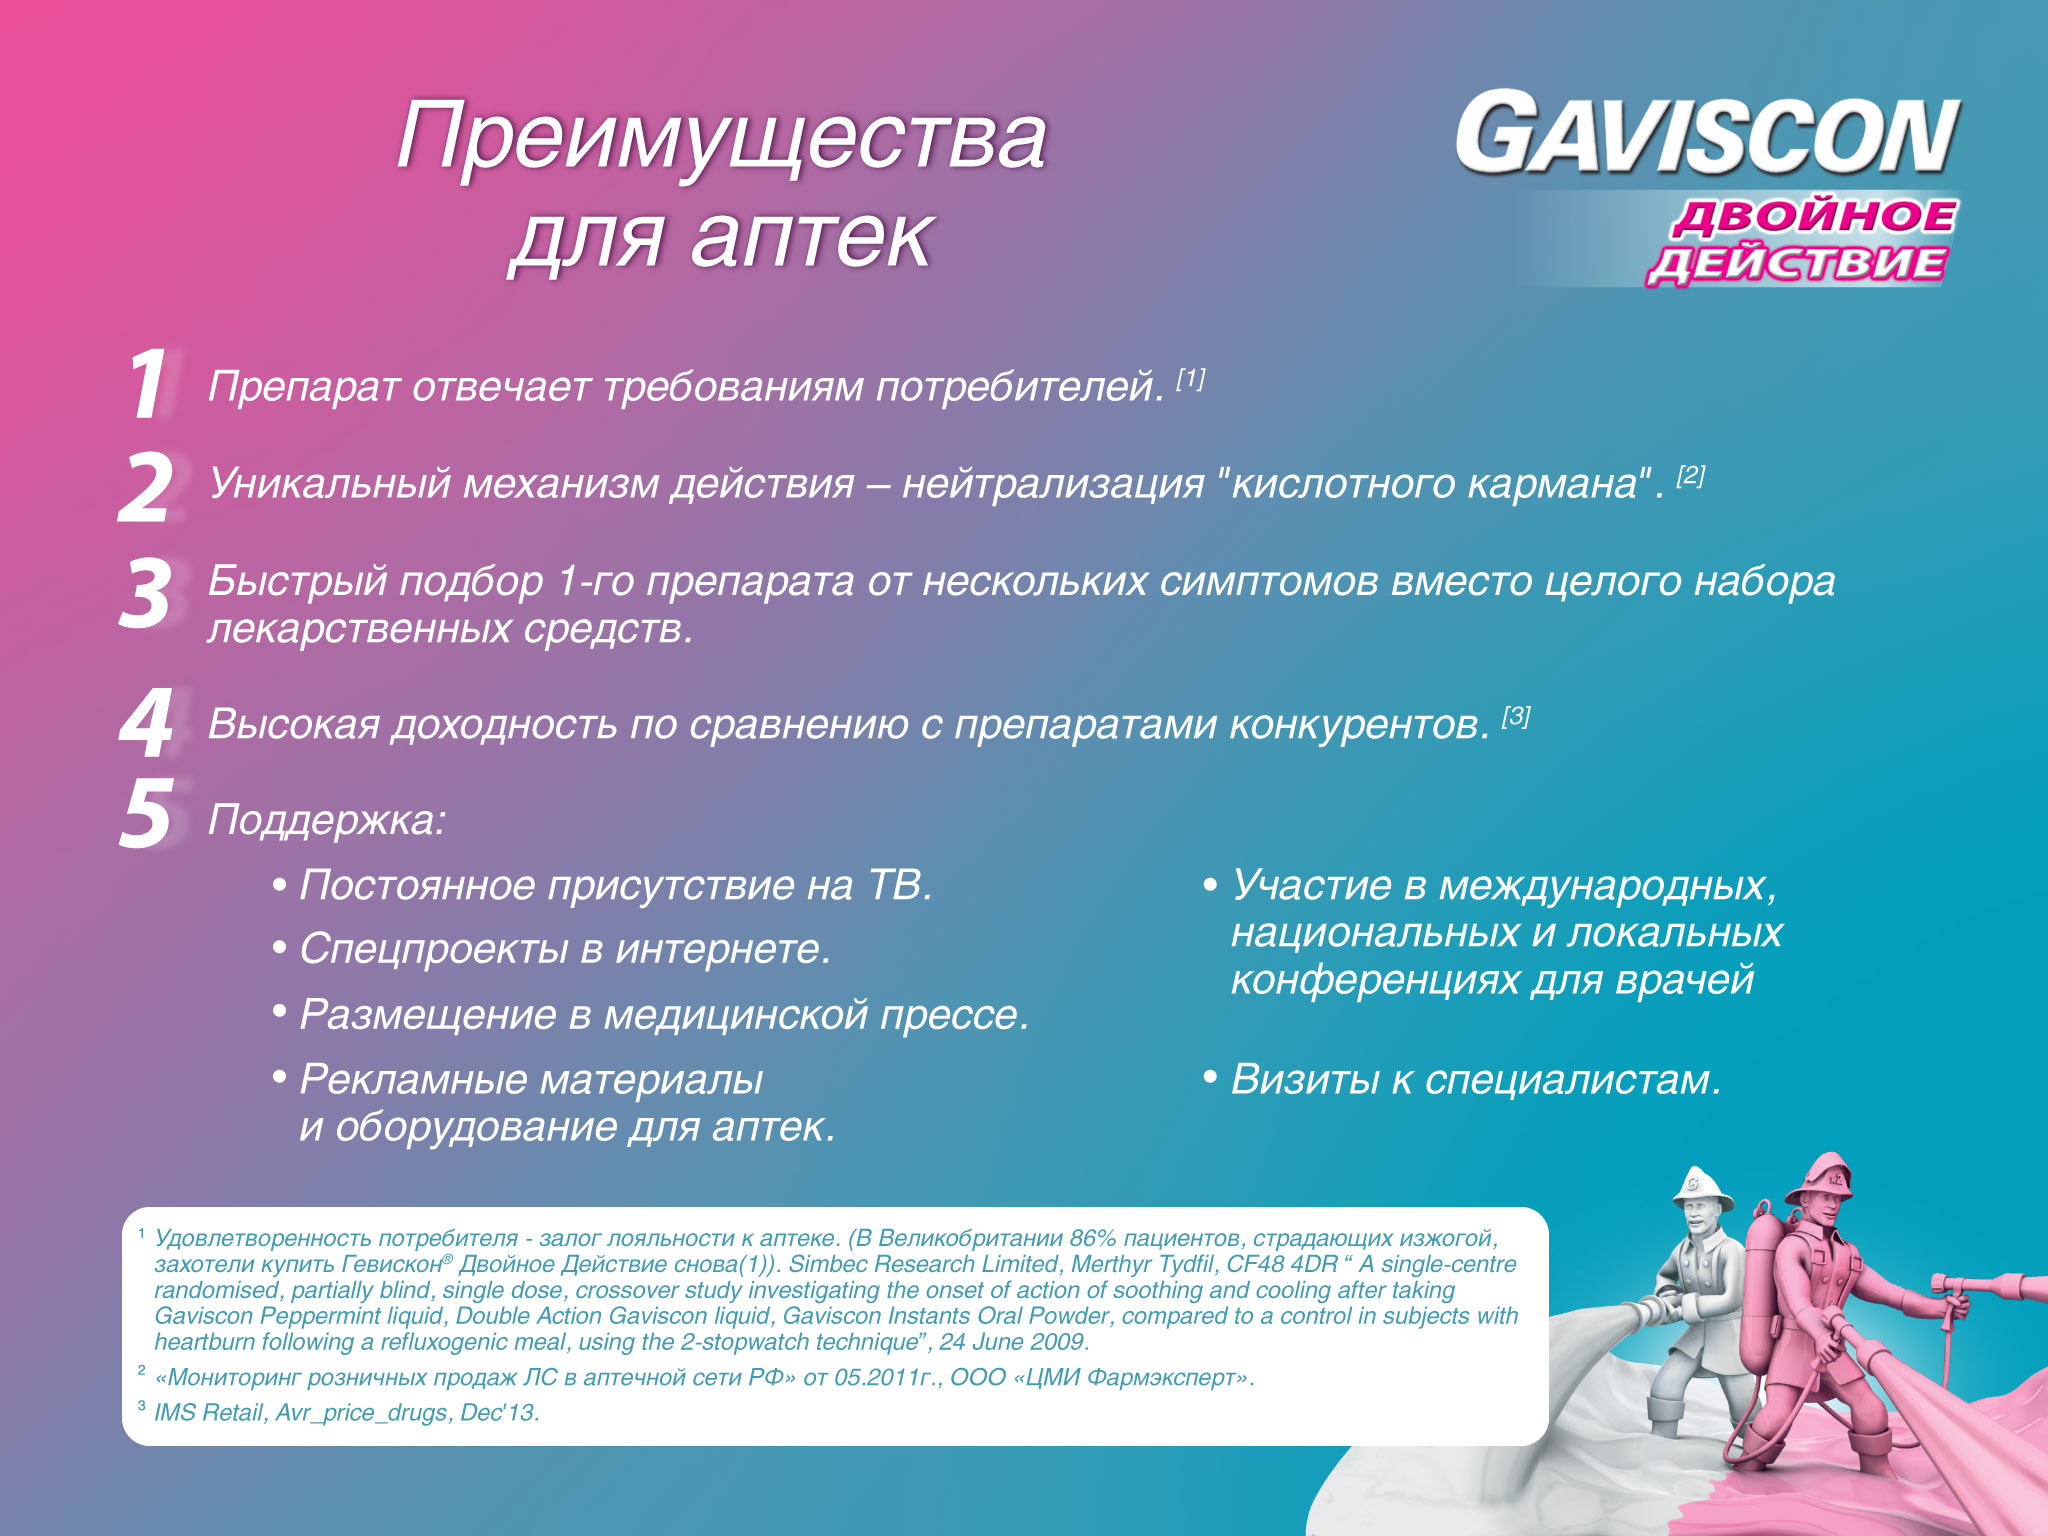 Преимущества
для аптек
GAVISCON
ДВОЙНОЕ
ДЕЙСТВИЕ
1 Препарат отвечает требованиям потребителей. [1]
2 Уникальный механизм действия – нейтрализация "кислотного кармана". [2]
3 Быстрый подбор 1-го препарата от нескольких симптомов вместо целого набора
лекарственных средств.
4 Высокая доходность по сравнению с препаратами конкурентов. [3]
5 Поддержка:
• Постоянное присутствие на ТВ.
• Спецпроекты в интернете.
• Размещение в медицинской прессе.
• Рекламные материалы
и оборудование для аптек.
• Участие в международных,
национальных и локальных
конференциях для врачей
• Визиты к специалистам.
1 Удовлетворенность потребителя - залог лояльности к аптеке. (В Великобритании 86% пациентов, страдающих изжогой,
захотели купить Гевискон® Двойное Действие снова(1)). Simbec Research Limited, Merthyr Tydfil, CF48 4DR “ A single-centre
randomised, partially blind, single dose, crossover study investigating the onset of action of soothing and cooling after taking
Gaviscon Peppermint liquid, Double Action Gaviscon liquid, Gaviscon Instants Oral Powder, compared to a control in subjects with
heartburn following a refluxogenic meal, using the 2-stopwatch technique”, 24 June 2009.
2 «Мониторинг розничных продаж ЛС в аптечной сети РФ» от 05.2011г., ООО «ЦМИ Фармэксперт».
3 IMS Retail, Avr_price_drugs, Dec'13.
G
x2